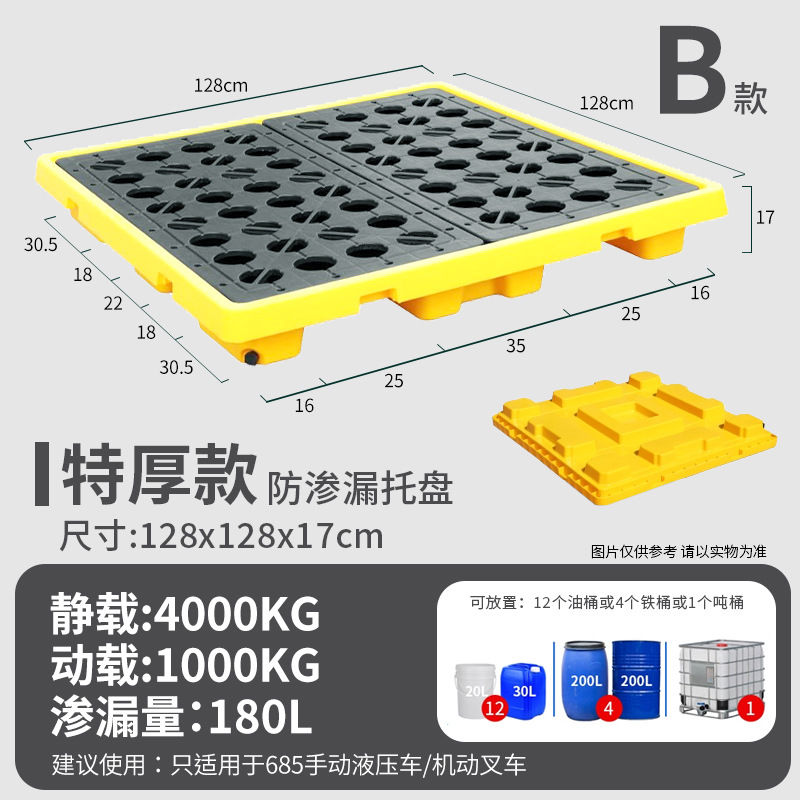 B款
128cm
128cm
17
30.5
18
22
18
30.5
16
25
35
25
16
特厚款 防渗漏托盘
尺寸:128x128x17cm
图片仅供参考 请以实物为准
静载:4000KG
动载:1000KG
渗漏量:180L
建议使用:只适用于685手动液压车/机动叉车
可放置:12个油桶或4个铁桶或1个吨桶
20L
30L
12
200L
200L
4
1